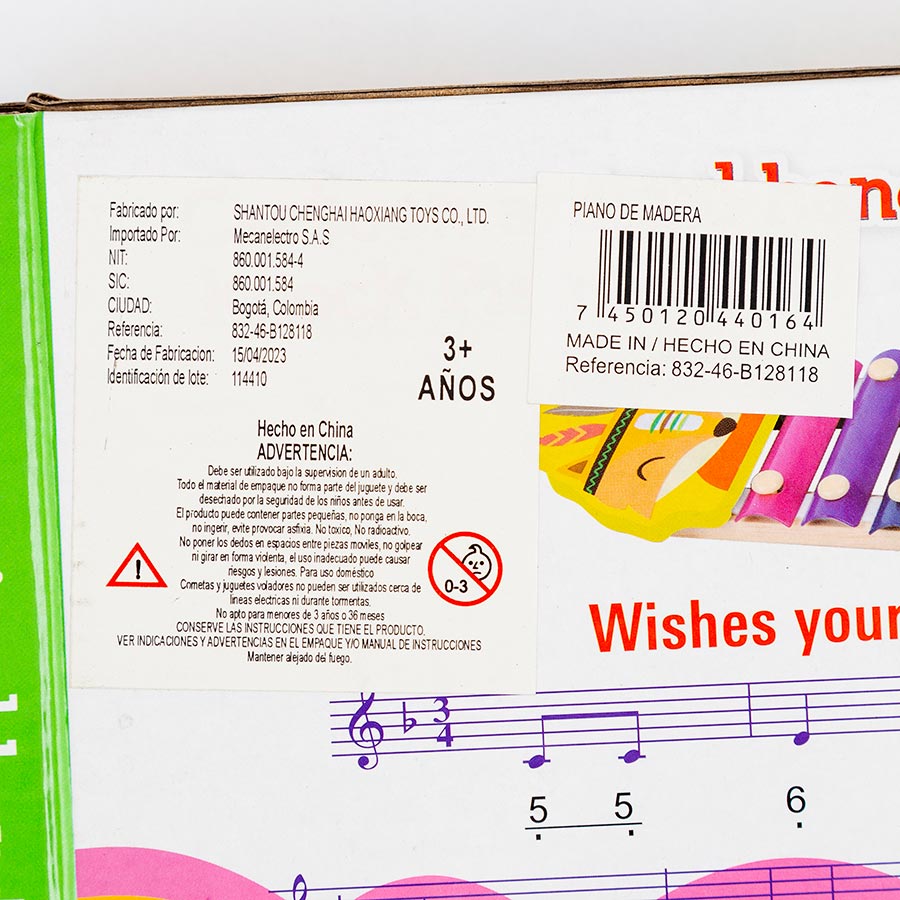 Fabricado por: SHANTOU CHENGHAI HAOXIANG TOYS CO., LTD.
Importado Por: Mecanelectro S.A.S
NIT: 860.001.584-4
SIC: 860.001.584
CIUDAD: Bogotá, Colombia
Referencia: 832-46-B128118
Fecha de Fabricacion: 15/04/2023
Identificación de lote: 114410
3+
AÑOS
Hecho en China
ADVERTENCIA:
Debe ser utilizado bajo la supervision de un adulto.
Todo el material de empaque no forma parte del juguete y debe ser
desechado por la seguridad de los niños antes de usar.
El producto puede contener partes pequeñas, no ponga en la boca,
no ingerir, evite provocar asfixia. No toxico, No radioactivo.
No poner los dedos en espacios entre piezas moviles, no golpear
ni girar en forma violenta, el uso inadecuado puede causar
riesgos y lesiones. Para uso doméstico
Cometas y juguetes voladores no pueden ser utilizados cerca de
lineas electricas ni durante tormentas.
No apto para menores de 3 años o 36 meses
CONSERVE LAS INSTRUCCIONES QUE TIENE EL PRODUCTO.
VER INDICACIONES Y ADVERTENCIAS EN EL EMPAQUE Y/O MANUAL DE INSTRUCCIONES
Mantener alejado del fuego.
0-3
PIANO DE MADERA
7 450120 440164
MADE IN / HECHO EN CHINA
Referencia: 832-46-B128118
Wishes your
3
4
5 5 6